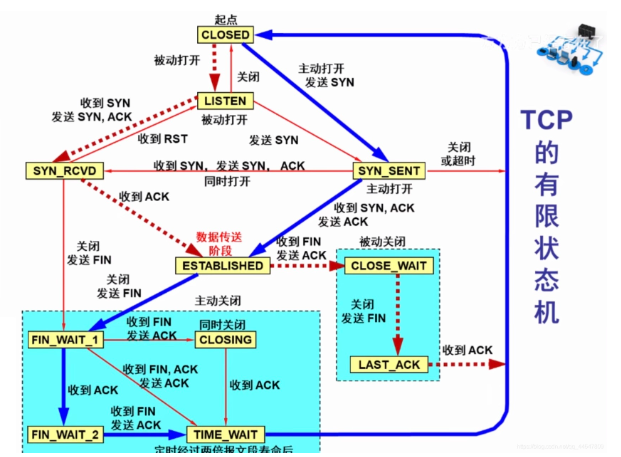 起点
CLOSED
被动打开
关闭
主动打开
发送 SYN
LISTEN
被动打开
收到 SYN
发送 SYN, ACK
收到 RST
发送 SYN
TCP
的
有
限
状
态
机
SYN_RCVD
收到 SYN，发送 SYN， ACK
同时打开
SYN_SENT
主动打开
关闭
或超时
收到 ACK
收到 SYN, ACK
发送 ACK
数据传送
阶段
ESTABLISHED
收到 FIN
发送 ACK
被动关闭
CLOSE_WAIT
关闭
发送 FIN
关闭
发送 FIN
关闭
发送 FIN
LAST_ACK
收到 ACK
主动关闭
FIN_WAIT_1
收到 FIN
发送 ACK
同时关闭
CLOSING
收到 FIN, ACK
发送 ACK
收到 ACK
收到 ACK
FIN_WAIT_2
收到 FIN
发送 ACK
TIME_WAIT
定时经过两倍报文段寿命后